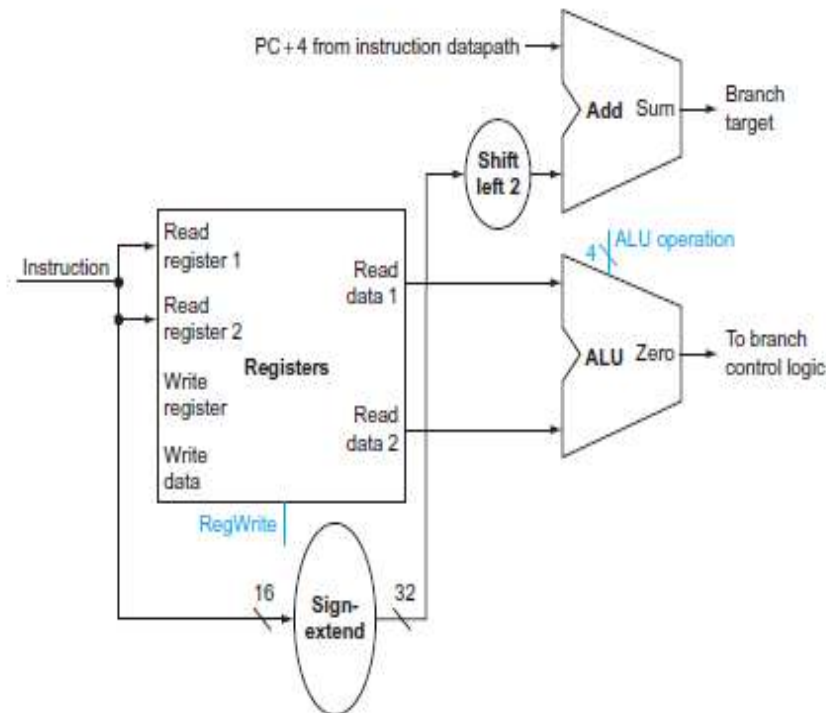 PC + 4 from instruction datapath
Add Sum
Branch
target
Shift
left 2
Read
register 1
Instruction
Read
register 2
Write
register
Write
data
Registers
Read
data 1
Read
data 2
4
ALU operation
ALU Zero
To branch
control logic
RegWrite
16
Sign-
extend
32